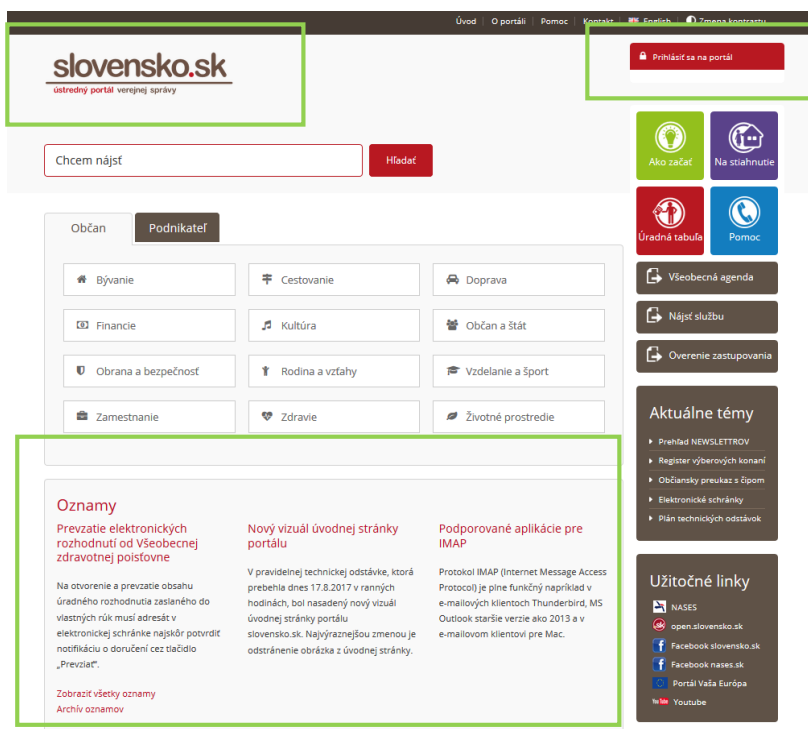 Úvod | O portáli | Pomoc | Kontakt | English | Zmena kontrastu
slovensko.sk
ústredný portál verejnej správy
Prihlásiť sa na portál
Chcem nájsť
Hľadať
Ako začať
Na stiahnutie
Úradná tabuľa
Pomoc
Občan
Podnikateľ
Bývanie
Cestovanie
Doprava
Financie
Kultúra
Občan a štát
Obrana a bezpečnosť
Rodina a vzťahy
Vzdelanie a šport
Zamestnanie
Zdravie
Životné prostredie
Všeobecná agenda
Nájsť službu
Overenie zastupovania
Aktuálne témy
Prehľad NEWSLETTROV
Register výberových konaní
Občiansky preukaz s čipom
Elektronické schránky
Plán technických odstávok
Oznamy
Prevzatie elektronických
rozhodnutí od Všeobecnej
zdravotnej poisťovne
Na otvorenie a prevzatie obsahu
úradného rozhodnutia zaslaného do
vlastných rúk musí adresát v
elektronickej schránke najskôr potvrdiť
notifikáciu o doručení cez tlačidlo
„Prevziať".
Zobraziť všetky oznamy
Archív oznamov
Nový vizuál úvodnej stránky
portálu
V pravidelnej technickej odstávke, ktorá
prebehla dnes 17.8.2017 v ranných
hodinách, bol nasadený nový vizuál
úvodnej stránky portálu
slovensko.sk. Najvýraznejšou zmenou je
odstránenie obrázka z úvodnej stránky.
Podporované aplikácie pre
IMAP
Protokol IMAP (Internet Message Access
Protocol) je plne funkčný napríklad v
e-mailových klientoch Thunderbird, MS
Outlook staršie verzie ako 2013 a v
e-mailovom klientovi pre Mac.
Užitočné linky
NASES
open.slovensko.sk
Facebook slovensko.sk
Facebook nases.sk
Portál Vaša Európa
Youtube